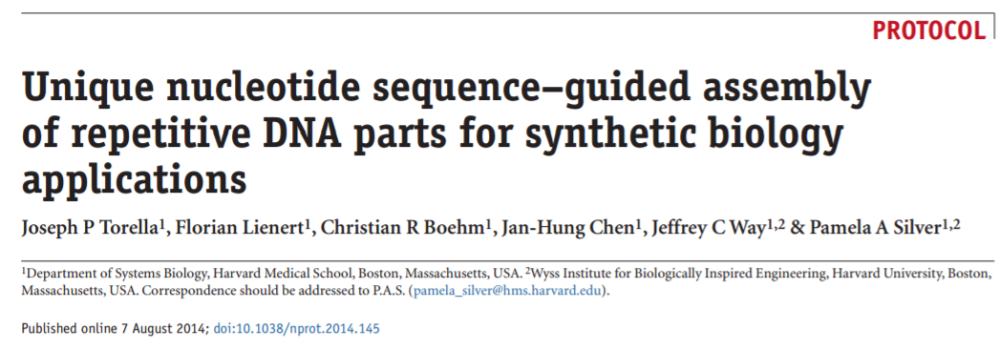 PROTOCOL
Unique nucleotide sequence–guided assembly
of repetitive DNA parts for synthetic biology
applications
Joseph P Torella1, Florian Lienert1, Christian R Boehm1, Jan-Hung Chen1, Jeffrey C Way1,2 & Pamela A Silver1,2
1Department of Systems Biology, Harvard Medical School, Boston, Massachusetts, USA. 2Wyss Institute for Biologically Inspired Engineering, Harvard University, Boston,
Massachusetts, USA. Correspondence should be addressed to P.A.S. (pamela_silver@hms.harvard.edu).
Published online 7 August 2014; doi:10.1038/nprot.2014.145